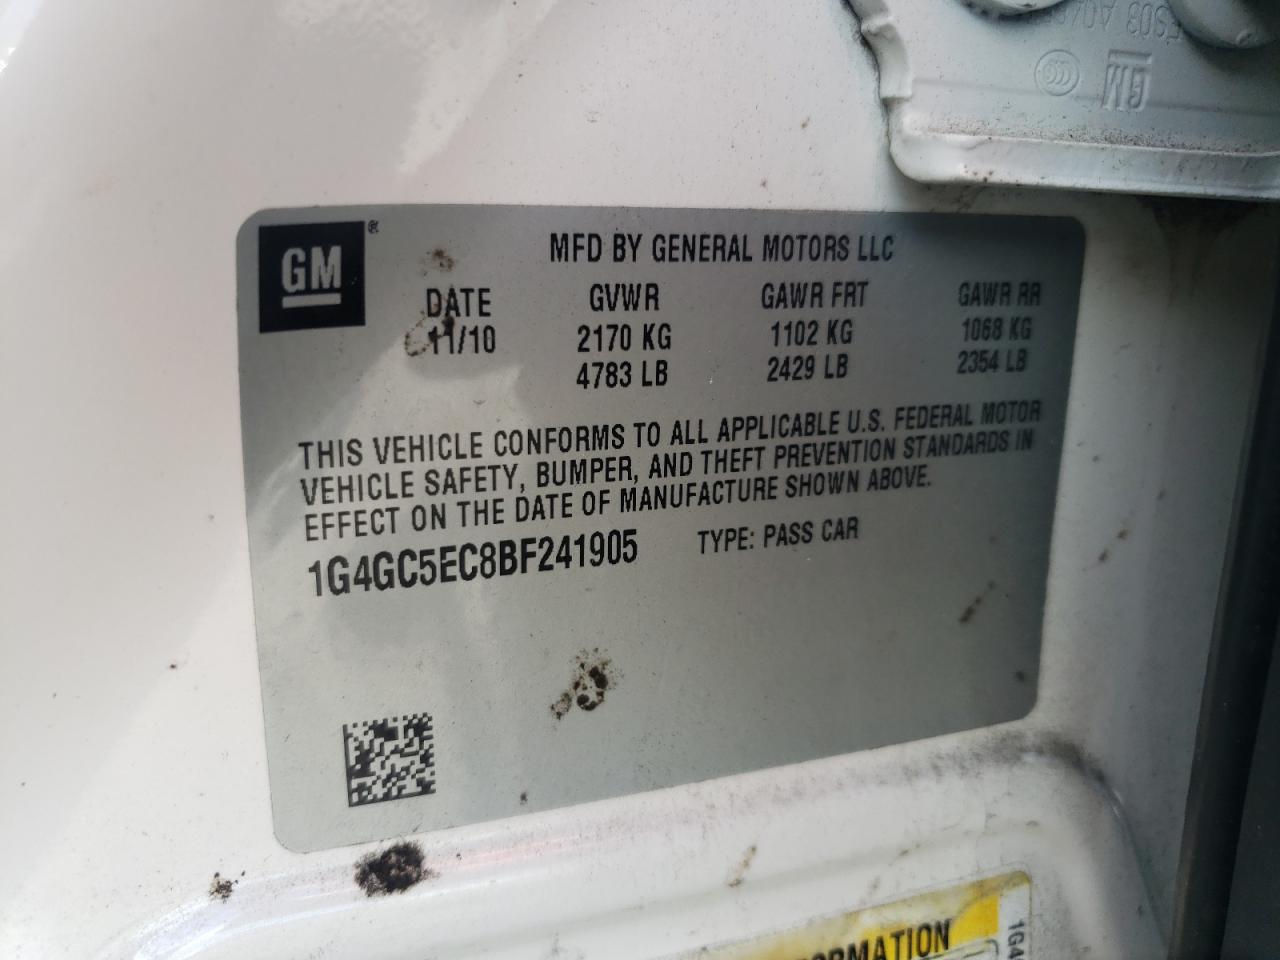 GM
GM ®
MFD BY GENERAL MOTORS LLC
DATE GVWR GAWR FRT GAWR RR
11/10 2170 KG 1102 KG 1068 KG
4783 LB 2429 LB 2354 LB
THIS VEHICLE CONFORMS TO ALL APPLICABLE U.S. FEDERAL MOTOR
VEHICLE SAFETY, BUMPER, AND THEFT PREVENTION STANDARDS IN
EFFECT ON THE DATE OF MANUFACTURE SHOWN ABOVE.
1G4GC5EC8BF241905 TYPE: PASS CAR